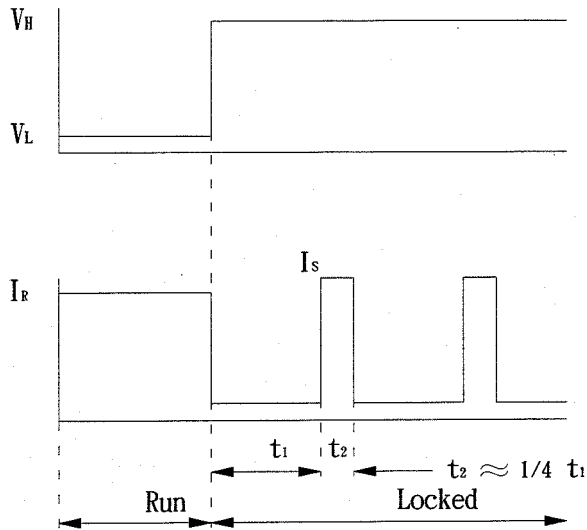 VH
VL
IR
IS
t1
t2
t2 ≈ 1/4 t1
Run
Locked